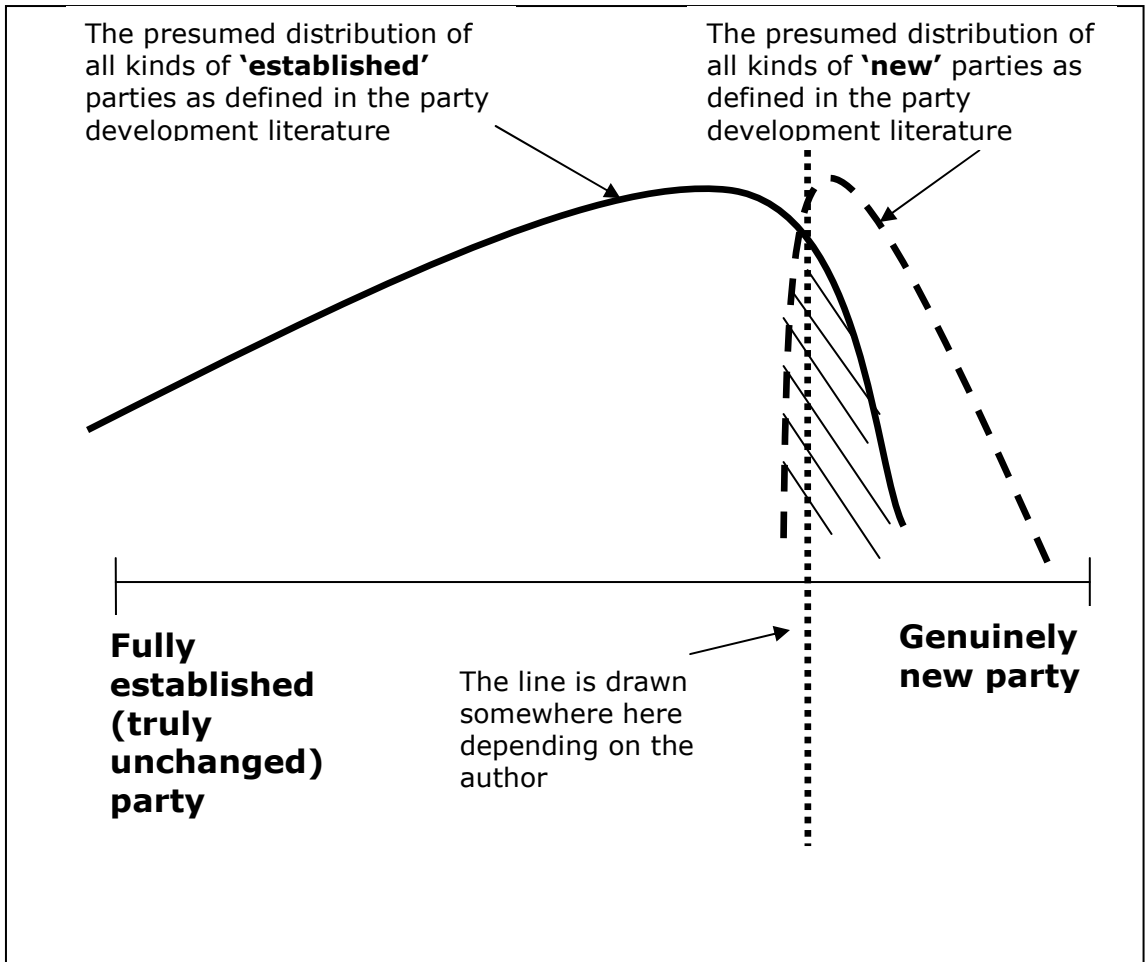 The presumed distribution of
all kinds of ‘established’
parties as defined in the party
development literature
The presumed distribution of
all kinds of ‘new’ parties as
defined in the party
development literature
Fully
established
(truly
unchanged)
party
The line is drawn
somewhere here
depending on the
author
Genuinely
new party